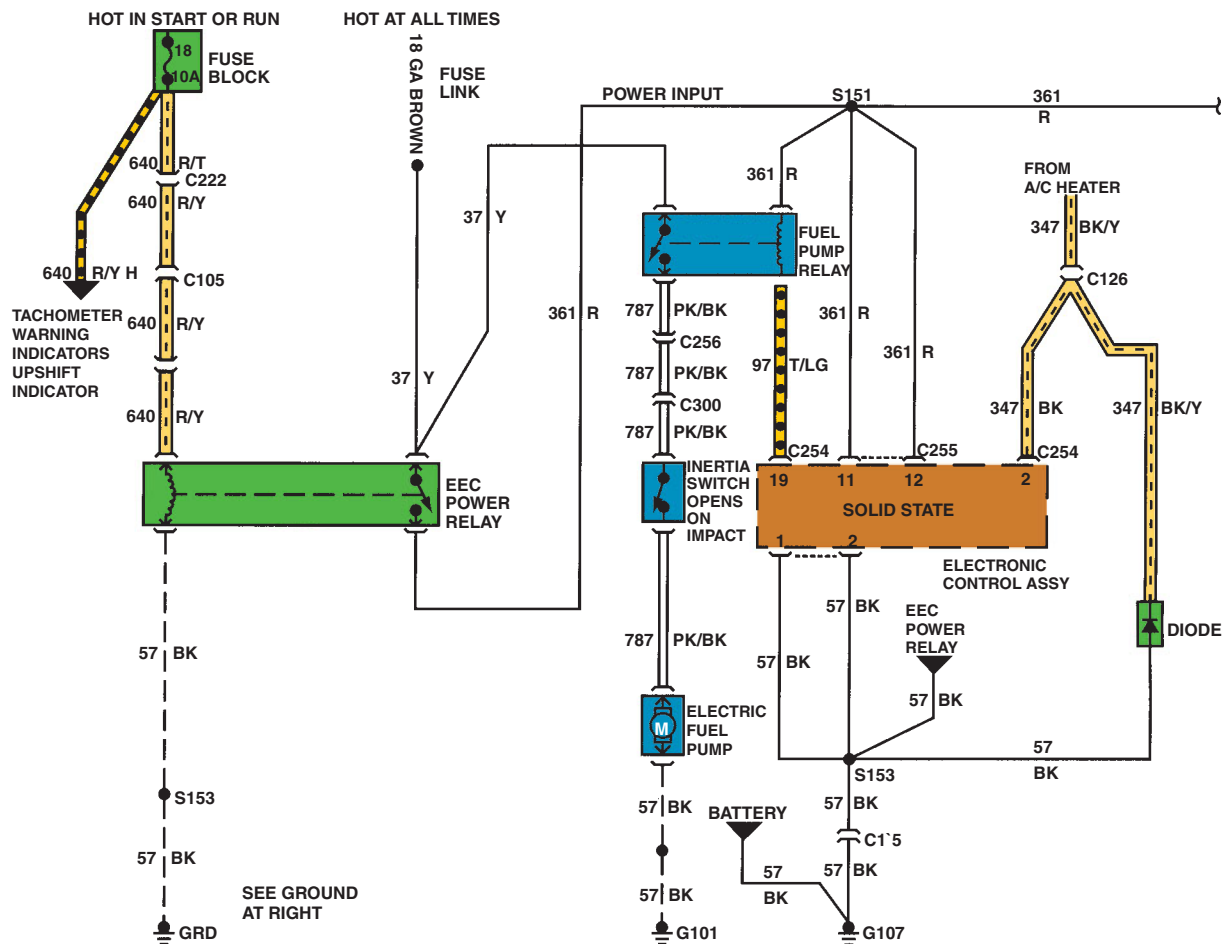 HOT IN START OR RUN
HOT AT ALL TIMES
18
10A
FUSE
BLOCK
18 GA BROWN
FUSE
LINK
POWER INPUT
S151
361
R
640 R/T
C222
640 R/Y
37 Y
361 R
FROM
A/C HEATER
347 BK/Y
FUEL
PUMP
RELAY
640 R/Y H
C105
C126
TACHOMETER
WARNING
INDICATORS
UPSHIFT
INDICATOR
640 R/Y
361 R
787 PK/BK
361 R
C256
361 R
97 T/LG
787 PK/BK
37 Y
C300
347 BK
347 BK/Y
640 R/Y
787 PK/BK
C254
C255
C254
EEC
POWER
RELAY
INERTIA
SWITCH
OPENS
ON
IMPACT
19
11
12
2
SOLID STATE
1
2
ELECTRONIC
CONTROL ASSY
57 BK
EEC
POWER
RELAY
DIODE
57 BK
787 PK/BK
57 BK
57 BK
M
ELECTRIC
FUEL
PUMP
57
BK
S153
S153
57 BK
57 BK
BATTERY
C1`5
57 BK
57
BK
57 BK
57 BK
SEE GROUND
AT RIGHT
GRD
G101
G107